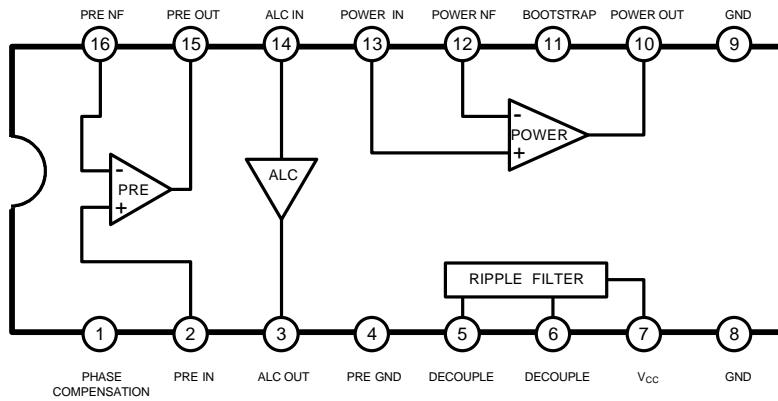 PRE NF PRE OUT ALC IN POWER IN POWER NF BOOTSTRAP POWER OUT GND
16 15 14 13 12 11 10 9
- POWER +
- PRE +
ALC
RIPPLE FILTER
1 2 3 4 5 6 7 8
PHASE COMPENSATION PRE IN ALC OUT PRE GND DECOUPLE DECOUPLE VCC GND